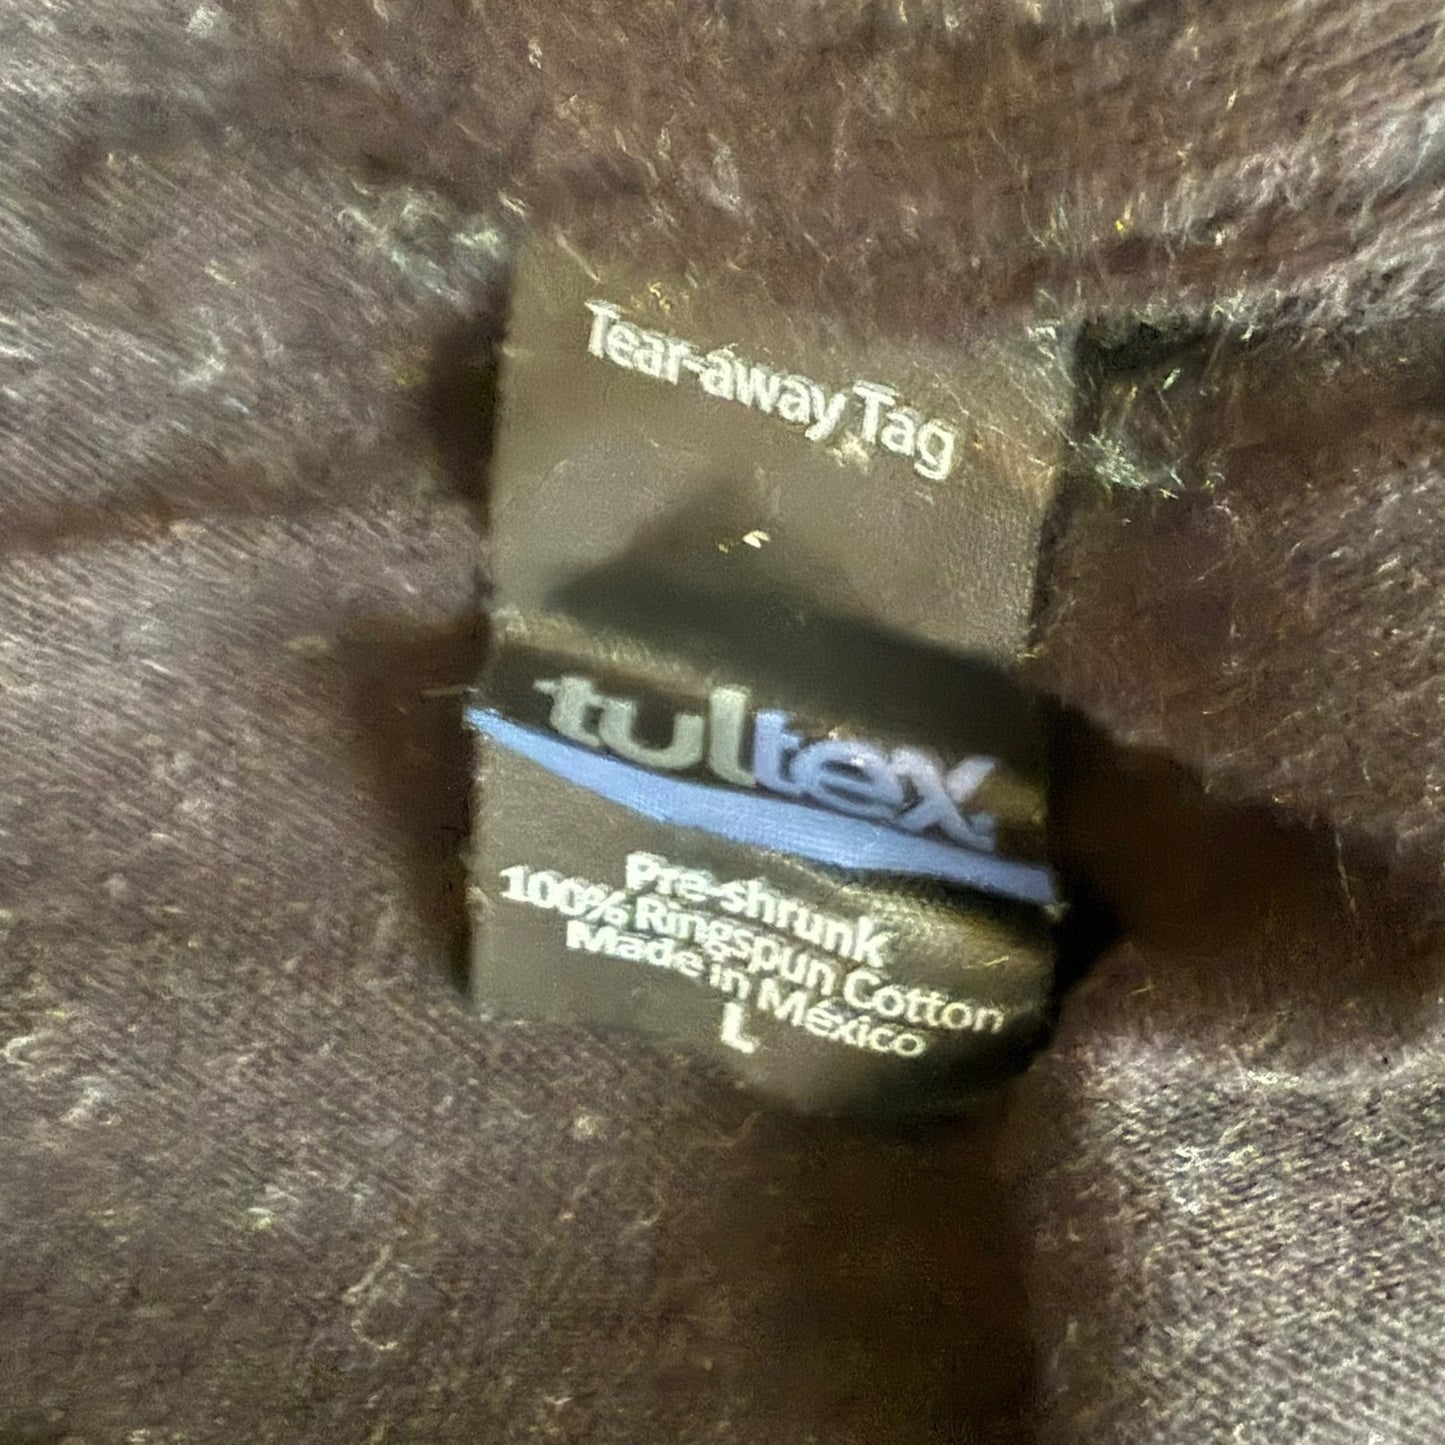 Tear-away Tag
tultex
Pre-shrunk
100% Ringspun Cotton
Made in México
L